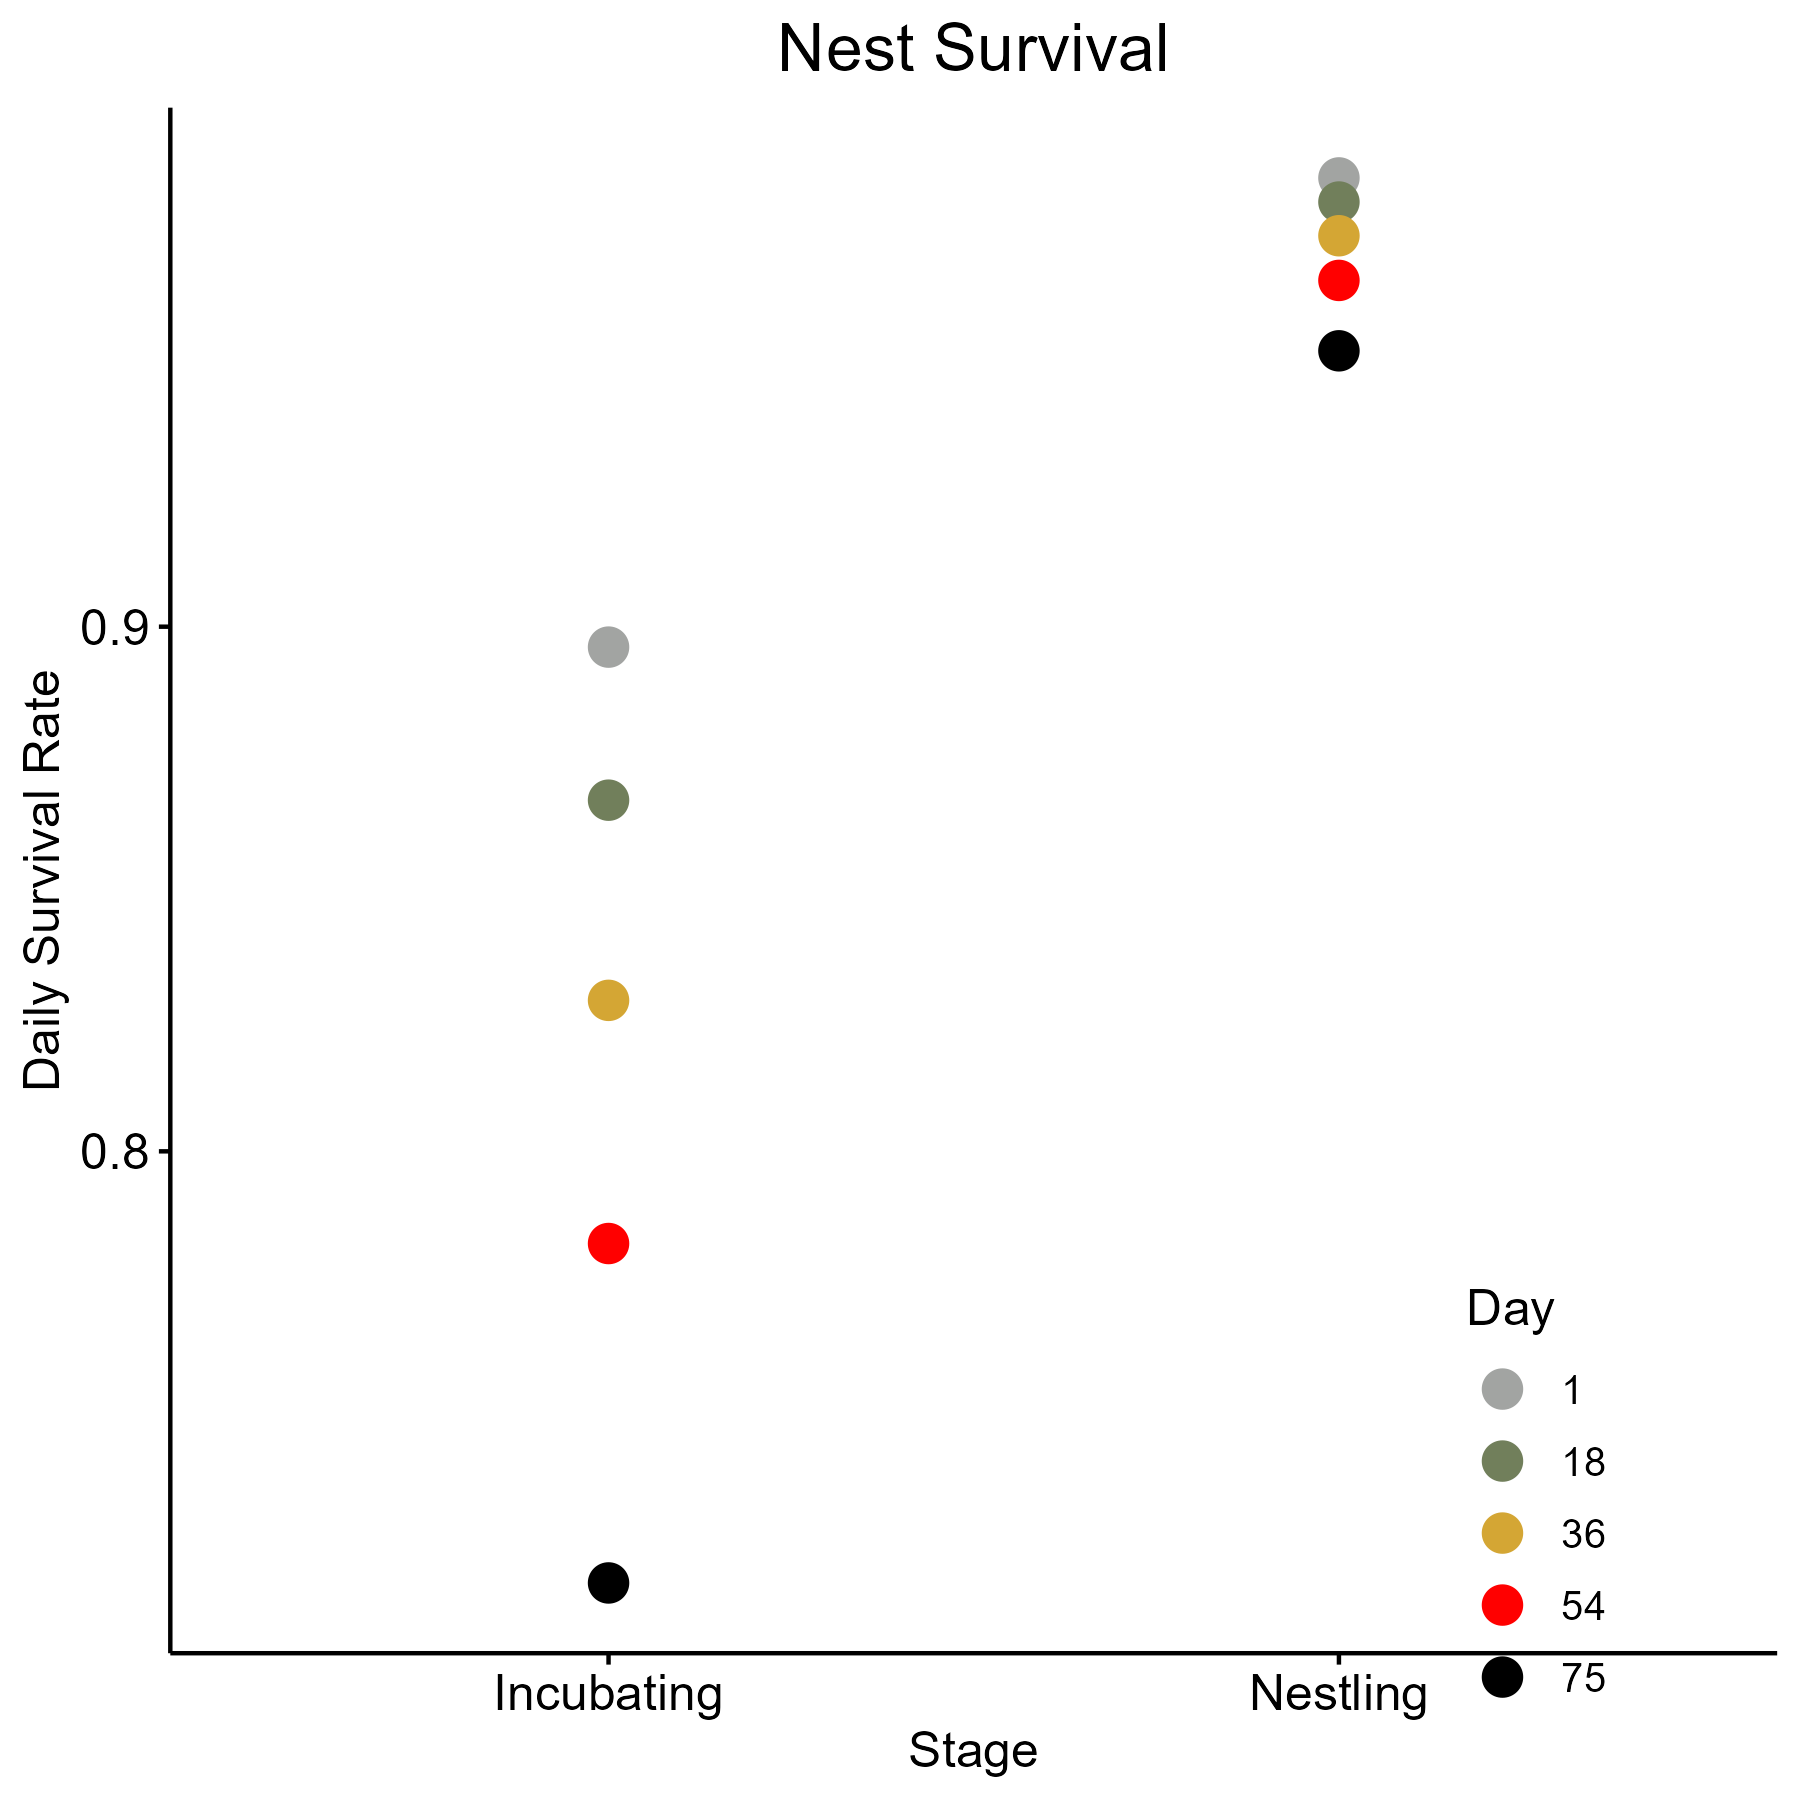 Nest Survival
Daily Survival Rate
0.9
0.8
Incubating
Nestling
Stage
Day
1
18
36
54
75